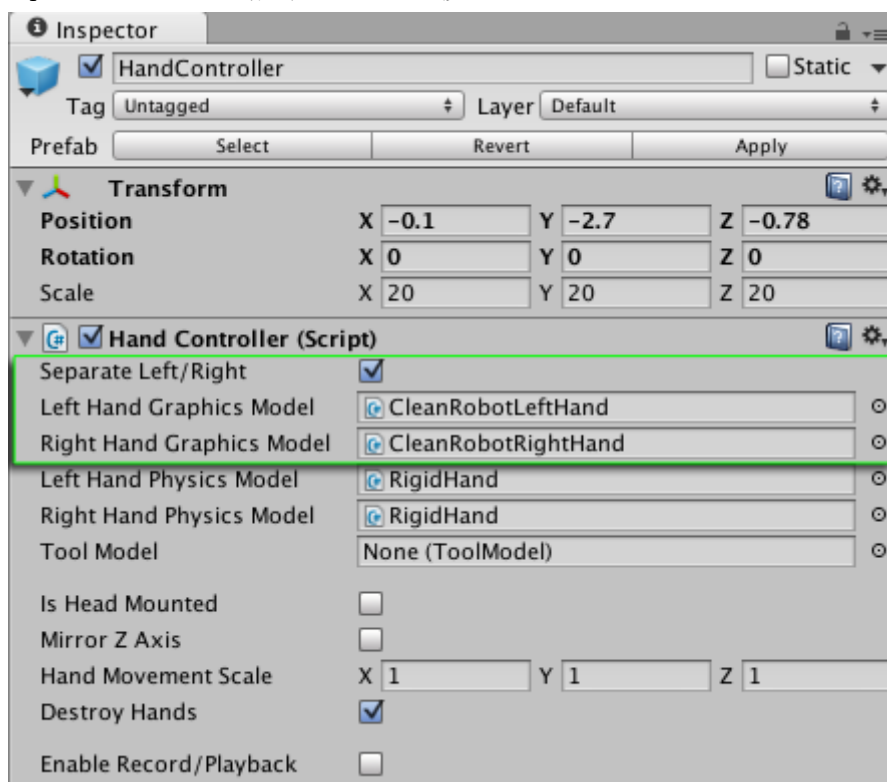 Inspector
HandController Static
Tag Untagged Layer Default
Prefab Select Revert Apply
Transform
Position X -0.1 Y -2.7 Z -0.78
Rotation X 0 Y 0 Z 0
Scale X 20 Y 20 Z 20
Hand Controller (Script)
Separate Left/Right
Left Hand Graphics Model CleanRobotLeftHand
Right Hand Graphics Model CleanRobotRightHand
Left Hand Physics Model RigidHand
Right Hand Physics Model RigidHand
Tool Model None (ToolModel)
Is Head Mounted
Mirror Z Axis
Hand Movement Scale X 1 Y 1 Z 1
Destroy Hands
Enable Record/Playback